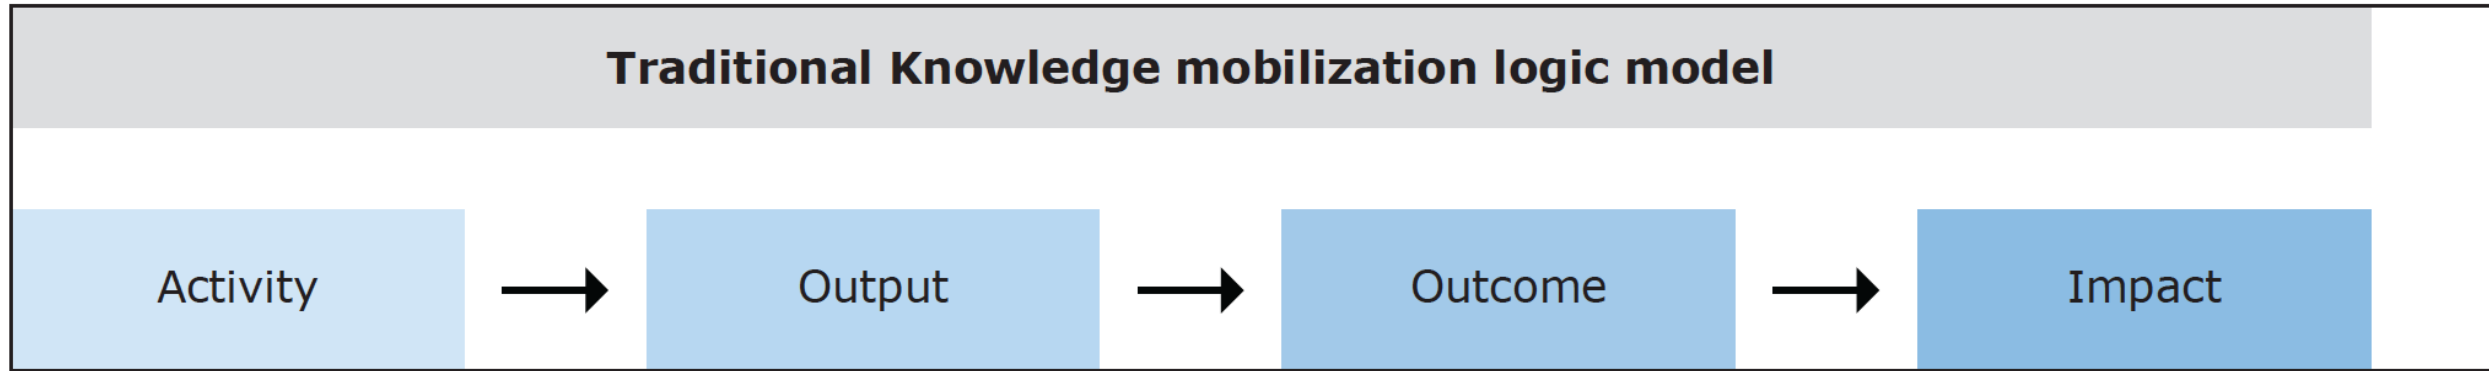 Traditional Knowledge mobilization logic model
Activity
Output
Outcome
Impact